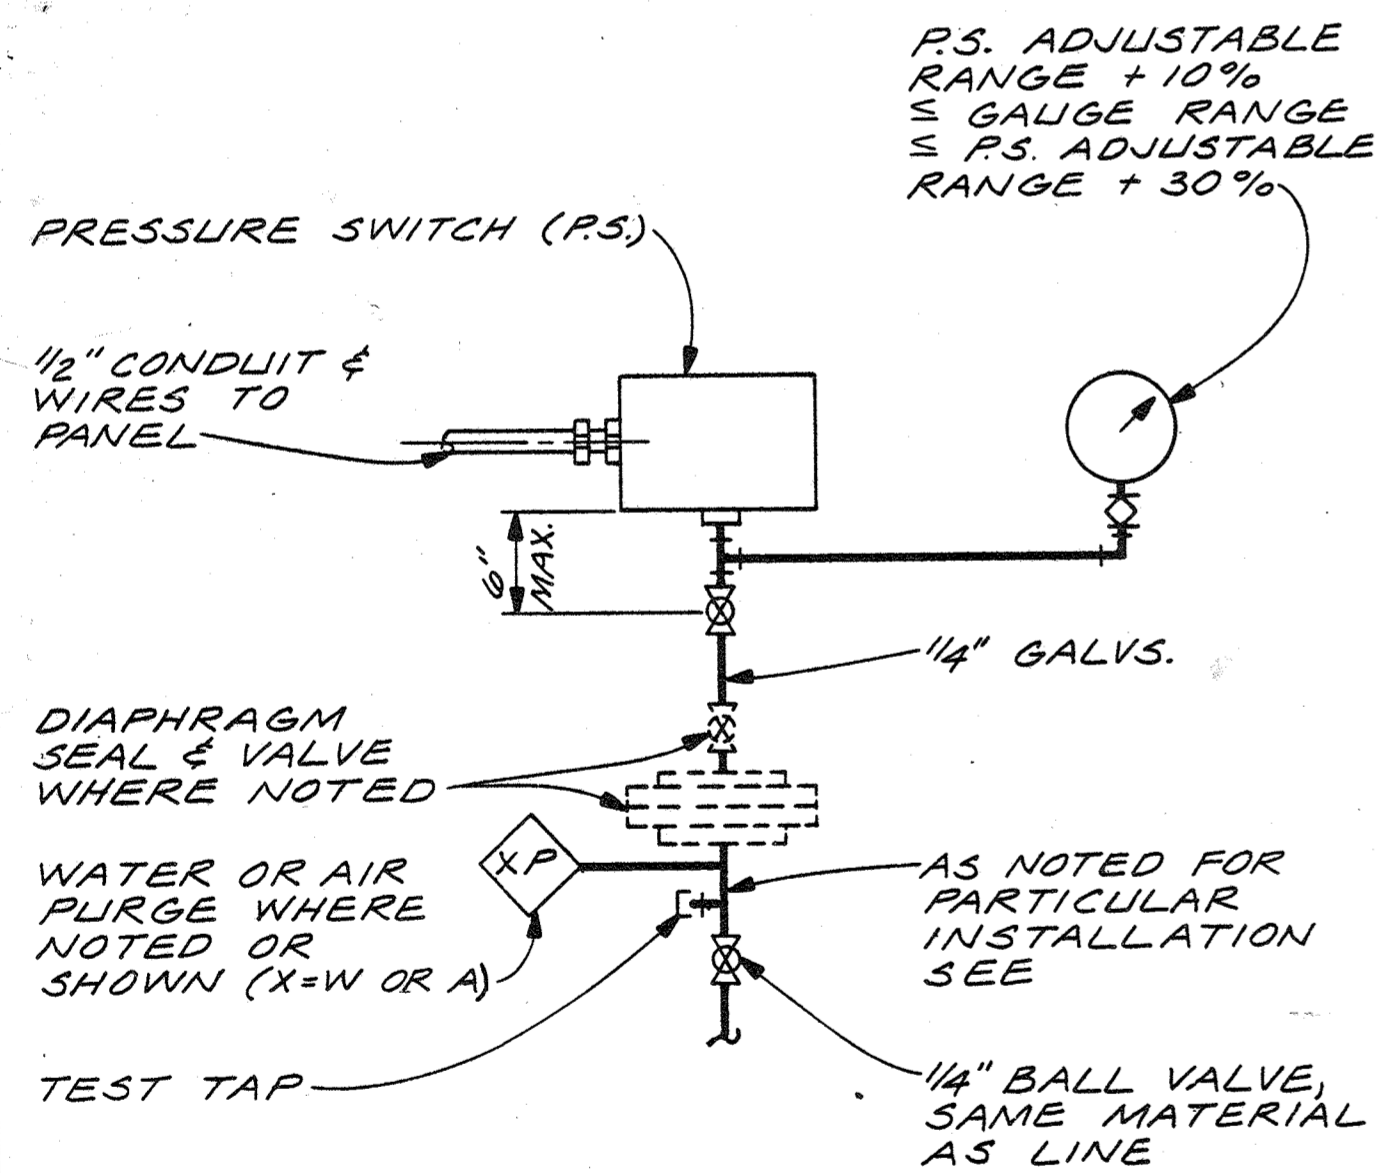 P.S. ADJUSTABLE
RANGE + 10%
≤ GAUGE RANGE
≤ P.S. ADJUSTABLE
RANGE + 30%
PRESSURE SWITCH (P.S.)
1/2" CONDUIT &
WIRES TO
PANEL
6"
MAX.
1/4" GALVS.
DIAPHRAGM
SEAL & VALVE
WHERE NOTED
XP
WATER OR AIR
PURGE WHERE
NOTED OR
SHOWN (X=W OR A)
AS NOTED FOR
PARTICULAR
INSTALLATION
SEE
TEST TAP
1/4" BALL VALVE,
SAME MATERIAL
AS LINE